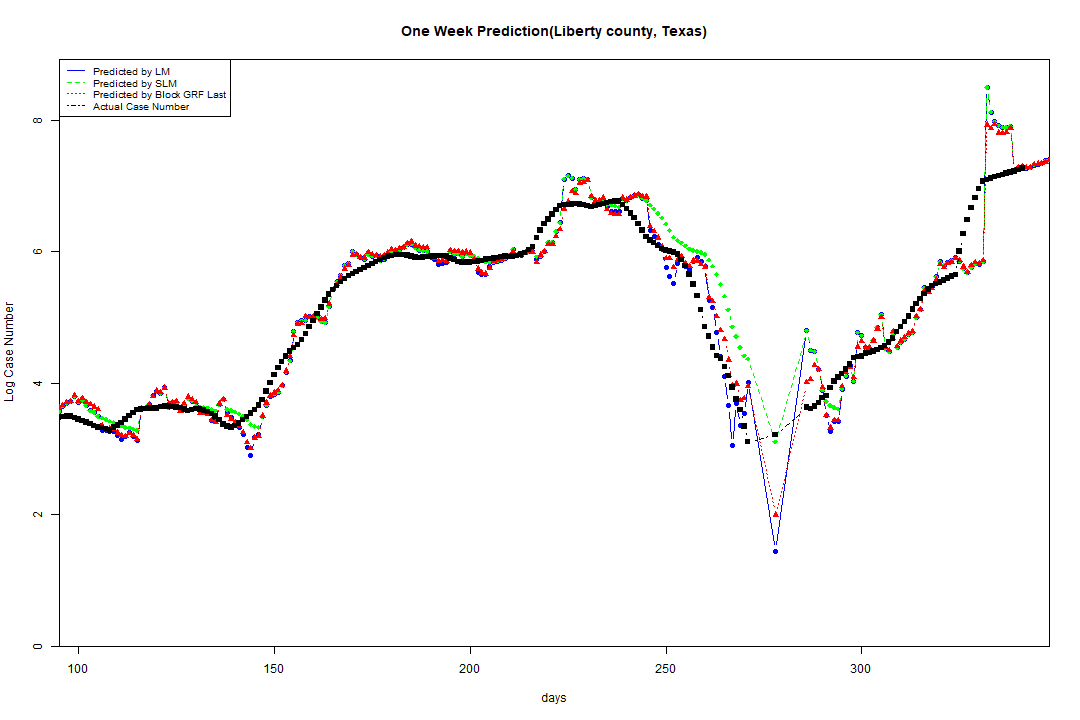 One Week Prediction(Liberty county, Texas)
Predicted by LM
Predicted by SLM
Predicted by Block GRF Last
Actual Case Number
8
6
4
2
0
Log Case Number
100 150 200 250 300
days